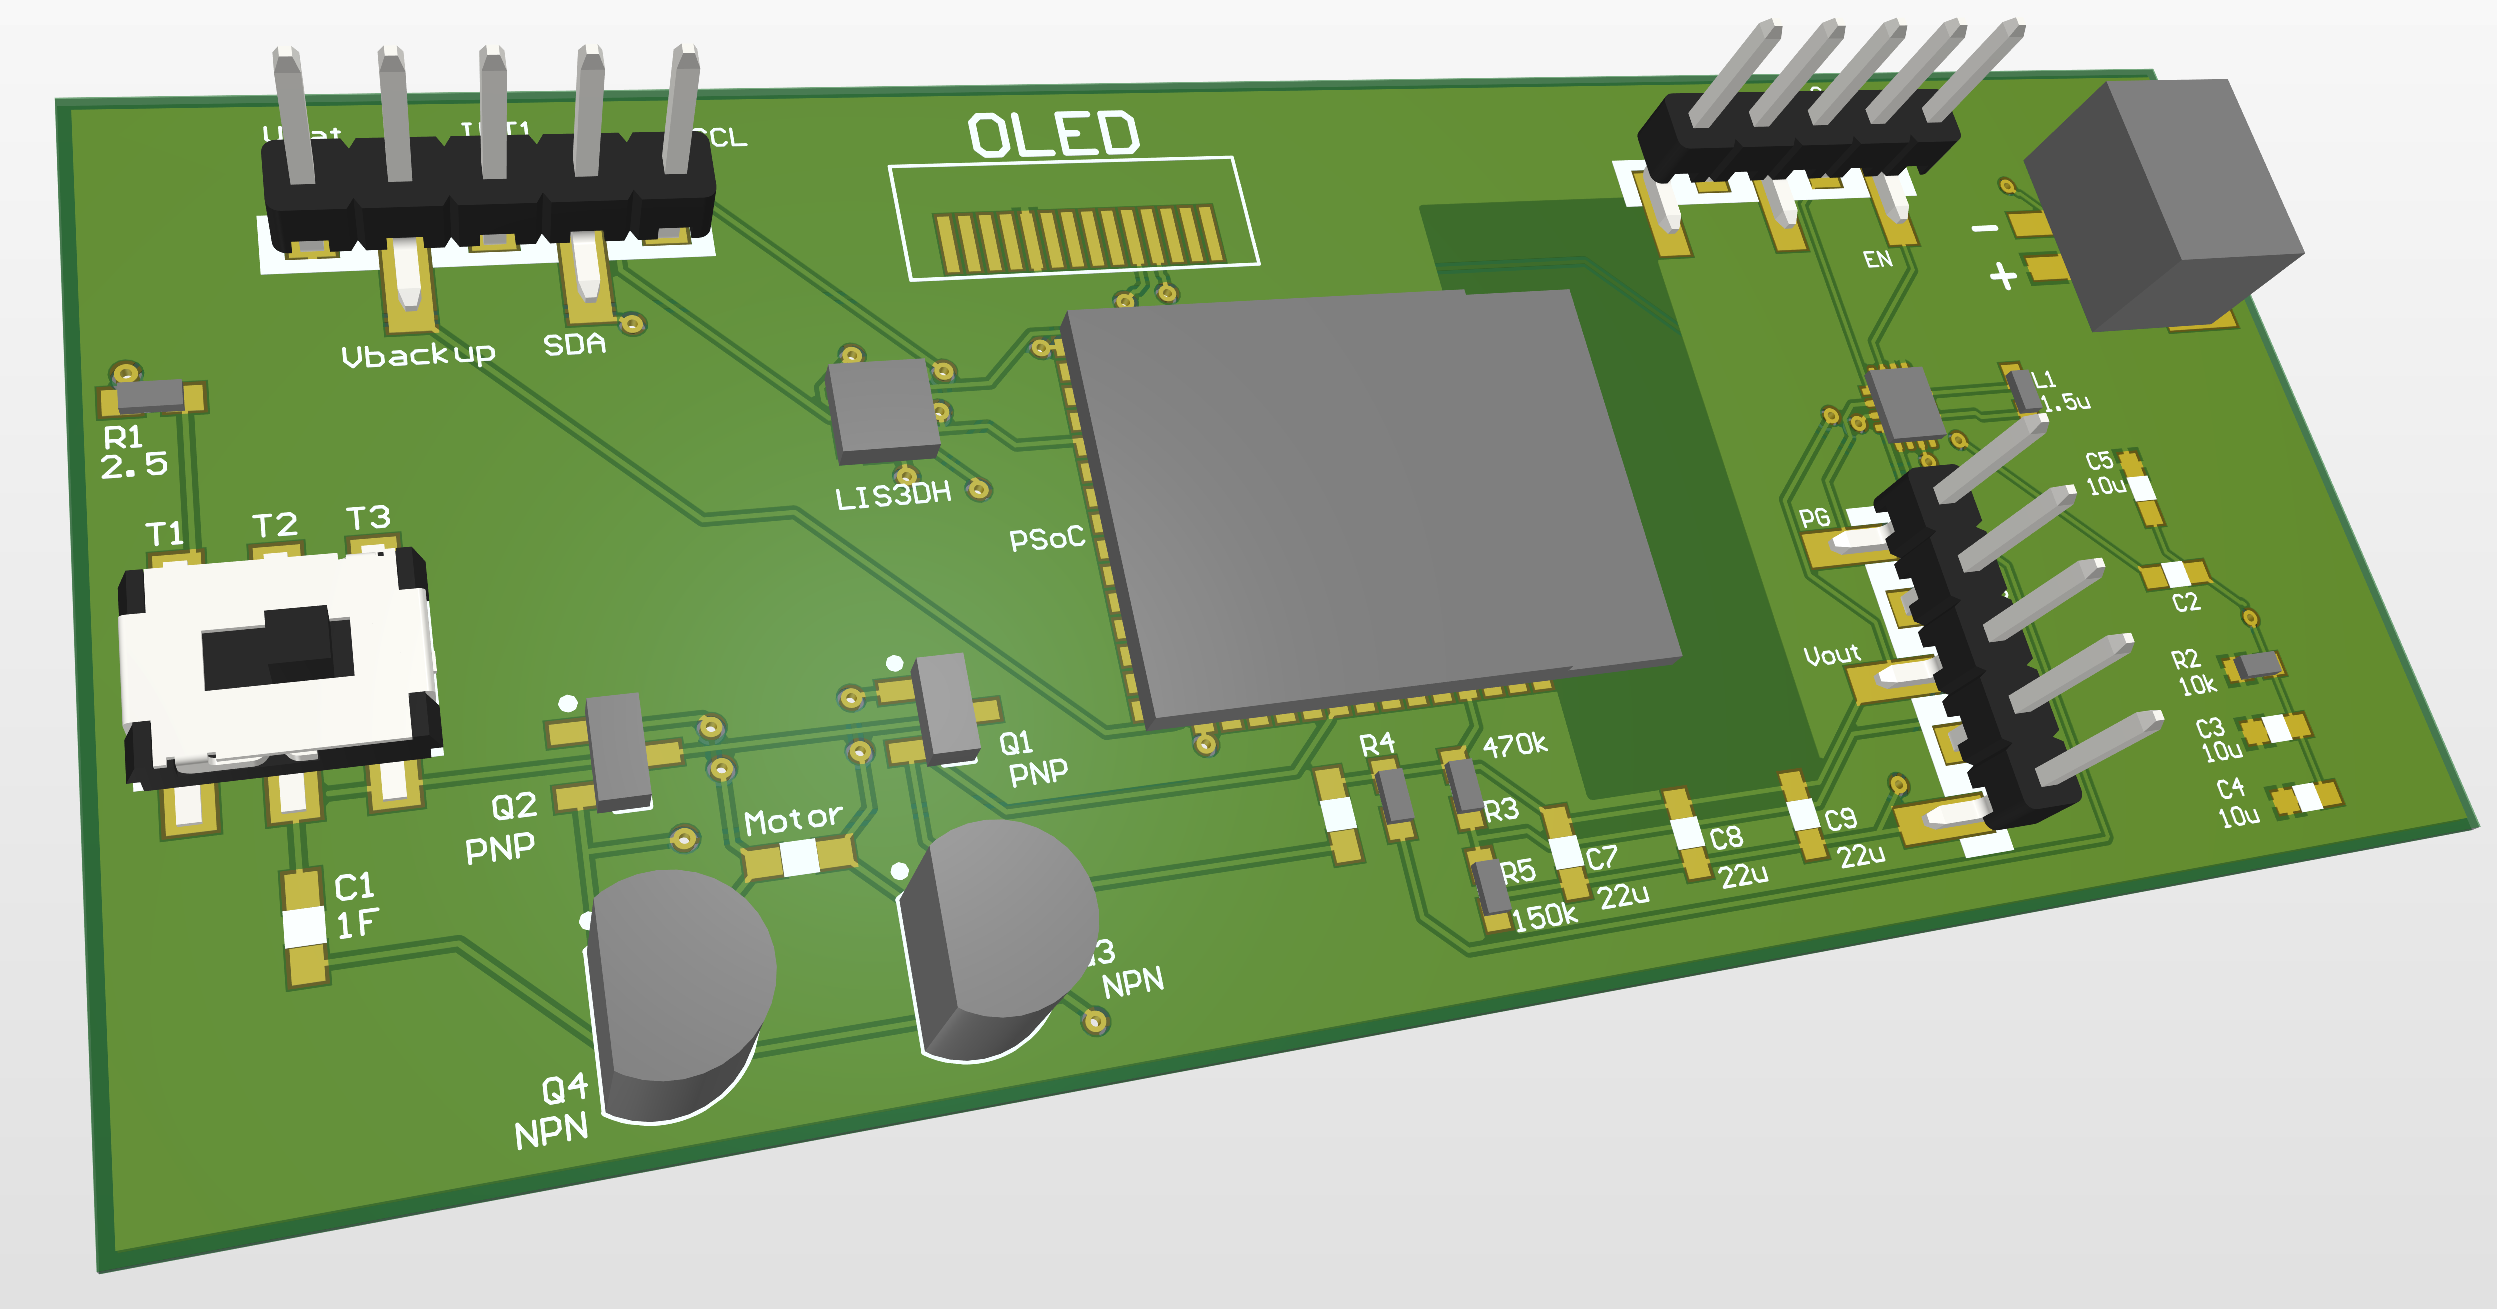 OLED
EN
-
+
Vbackup
SDA
L1
1.5u
R1
2.5
C5
10u
LIS3DH
PSoC
PG
T1
T2
T3
C2
Vout
R2
10k
C3
10u
C4
10u
Q1
PNP
R4
470k
R3
Q2
PNP
Motor
C9
22u
C8
22u
C7
22u
R5
150k
C1
1F
NPN
Q4
NPN